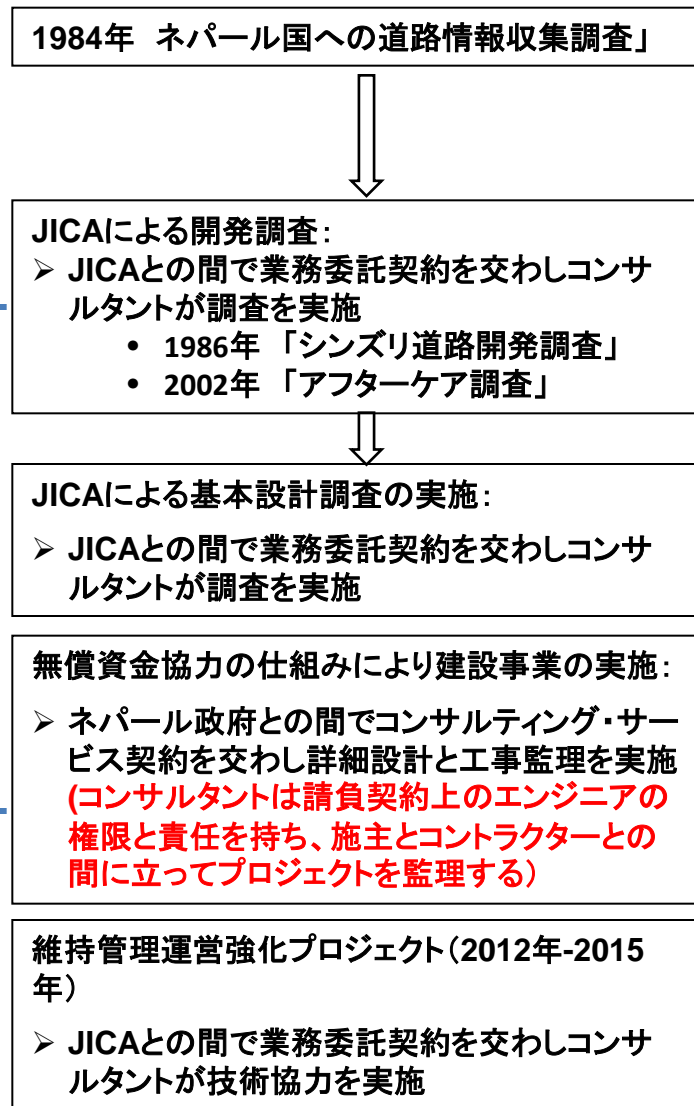 1984年 ネパール国への道路情報収集調査」
JICAによる開発調査：
➢ JICAとの間で業務委託契約を交わしコンサ
ルタントが調査を実施
• 1986年 「シンズリ道路開発調査」
• 2002年 「アフターケア調査」
JICAによる基本設計調査の実施：
➢ JICAとの間で業務委託契約を交わしコンサ
ルタントが調査を実施
無償資金協力の仕組みにより建設事業の実施：
➢ ネパール政府との間でコンサルティング・サー
ビス契約を交わし詳細設計と工事監理を実施
(コンサルタントは請負契約上のエンジニアの
権限と責任を持ち、施主とコントラクターとの
間に立ってプロジェクトを監理する）
維持管理運営強化プロジェクト（2012年-2015
年）
➢ JICAとの間で業務委託契約を交わしコンサ
ルタントが技術協力を実施